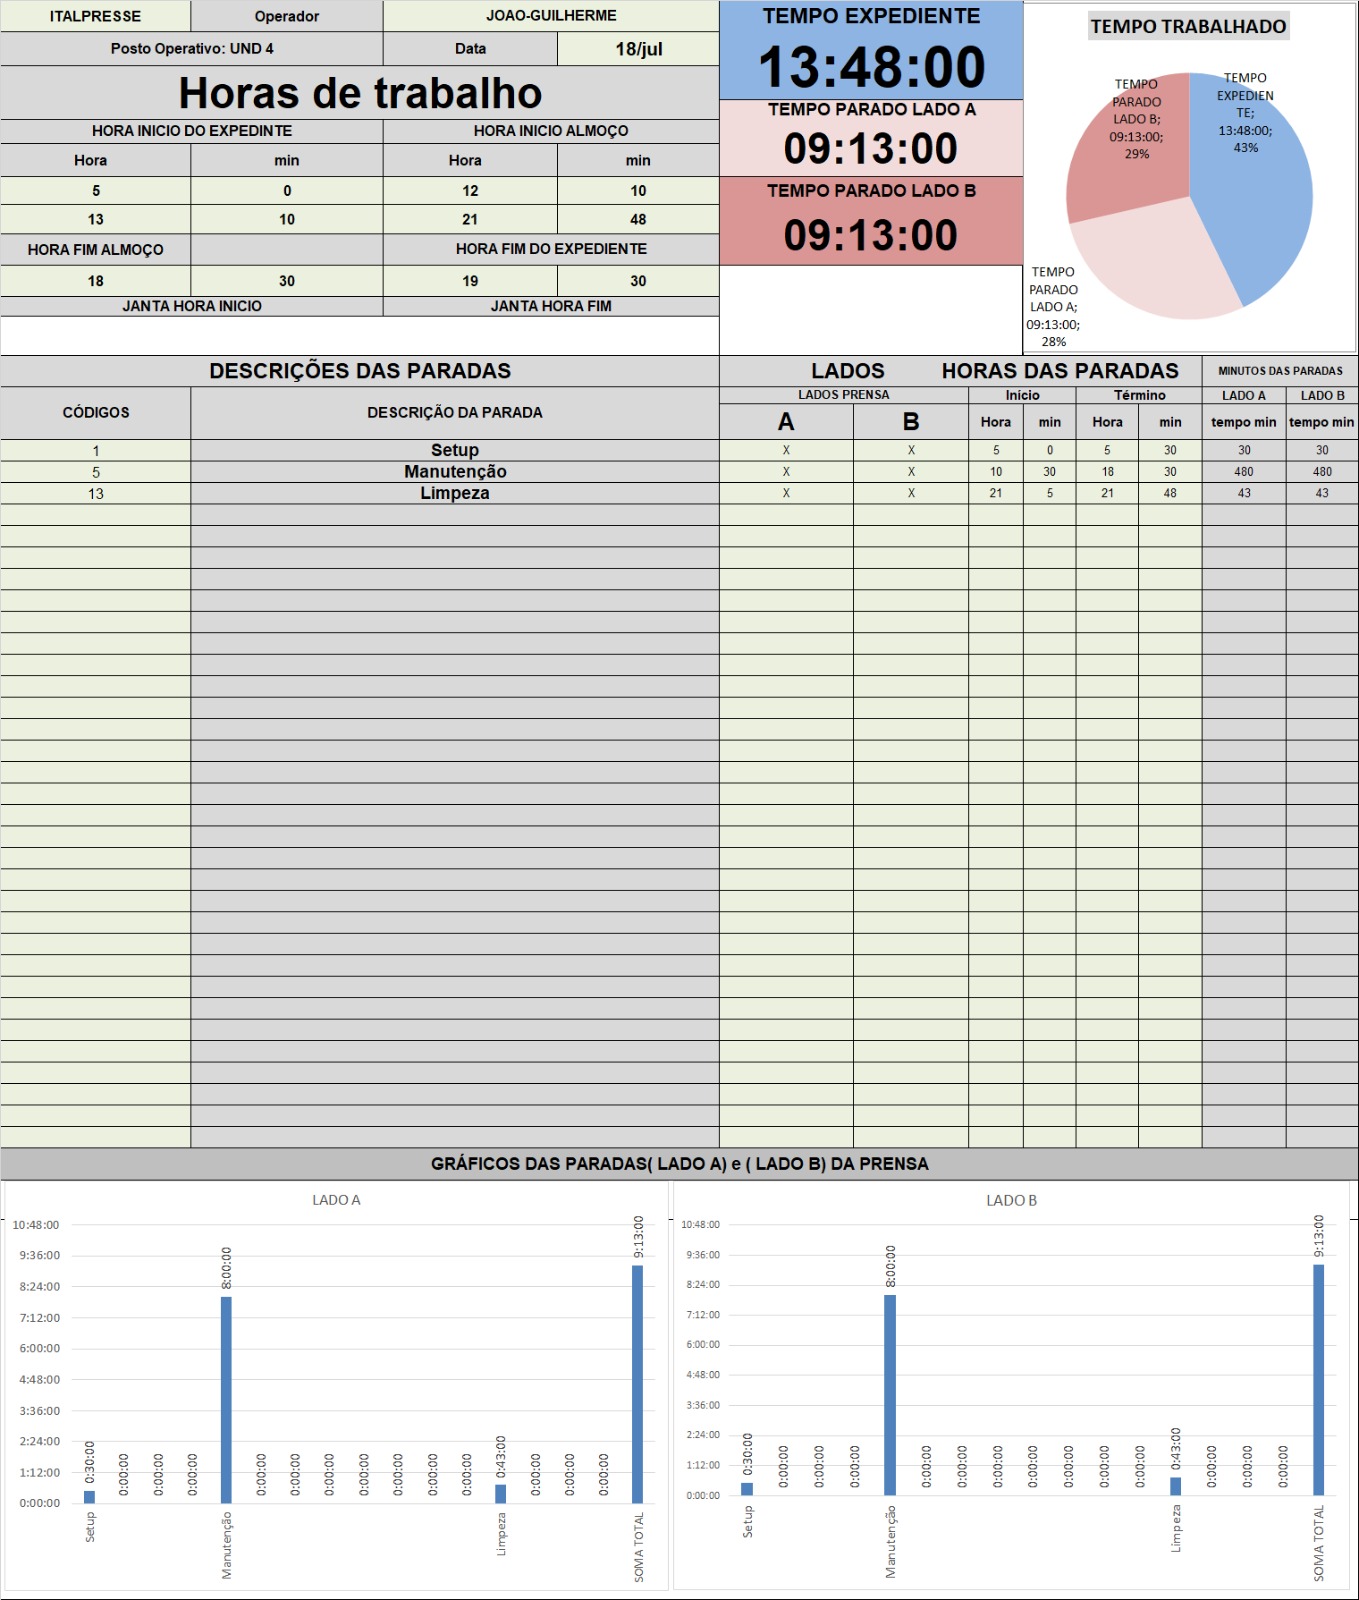 ITALPRESSE Operador JOAO-GUILHERME
Posto Operativo: UND 4 Data 18/jul
Horas de trabalho
HORA INICIO DO EXPEDINTE HORA INICIO ALMOÇO
Hora min Hora min
5 0 12 10
13 10 21 48
HORA FIM ALMOÇO HORA FIM DO EXPEDIENTE
18 30 19 30
JANTA HORA INICIO JANTA HORA FIM
TEMPO EXPEDIENTE
13:48:00
TEMPO PARADO LADO A
09:13:00
TEMPO PARADO LADO B
09:13:00
TEMPO TRABALHADO
TEMPO
PARADO
LADO B;
09:13:00;
29%
TEMPO
EXPEDIEN
TE;
13:48:00;
43%
TEMPO
PARADO
LADO A;
09:13:00;
28%
DESCRIÇÕES DAS PARADAS LADOS HORAS DAS PARADAS MINUTOS DAS PARADAS
CÓDIGOS DESCRIÇÃO DA PARADA LADOS PRENSA Início Término LADO A LADO B
A B Hora min Hora min tempo min tempo min
1 Setup X X 5 0 5 30 30 30
5 Manutenção X X 10 30 18 30 480 480
13 Limpeza X X 21 5 21 48 43 43
GRÁFICOS DAS PARADAS( LADO A) e ( LADO B) DA PRENSA
LADO A
10:48:00
9:36:00
8:24:00
7:12:00
6:00:00
4:48:00
3:36:00
2:24:00
1:12:00
0:00:00
0:30:00 0:00:00 0:00:00 0:00:00 8:00:00 0:00:00 0:00:00 0:00:00 0:00:00 0:00:00 0:00:00 0:00:00 0:43:00 0:00:00 0:00:00 0:00:00 9:13:00
Setup Manutenção Limpeza SOMA TOTAL
LADO B
10:48:00
9:36:00
8:24:00
7:12:00
6:00:00
4:48:00
3:36:00
2:24:00
1:12:00
0:00:00
0:30:00 0:00:00 0:00:00 0:00:00 8:00:00 0:00:00 0:00:00 0:00:00 0:00:00 0:00:00 0:00:00 0:00:00 0:43:00 0:00:00 0:00:00 0:00:00 9:13:00
Setup Manutenção Limpeza SOMA TOTAL